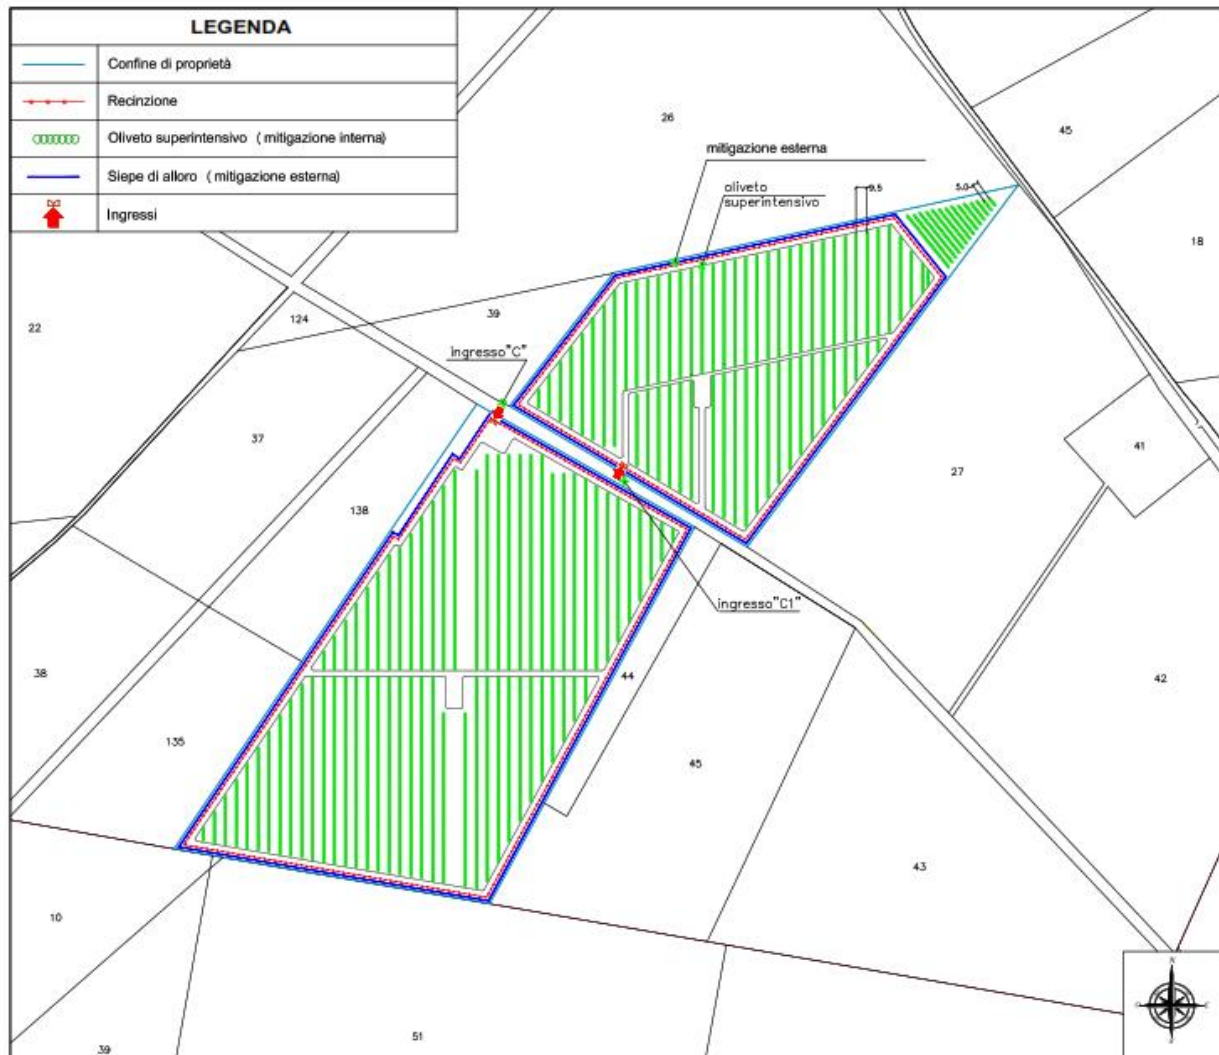 LEGENDA
Confine di proprietà
Recinzione
Oliveto superintensivo ( mitigazione interna)
Siepe di alloro ( mitigazione esterna)
Ingressi
26
45
mitigazione esterna
oliveto
superintensivo
9.5
5.0
18
22
124
39
ingresso"C"
37
41
27
138
ingresso"C1"
38
44
42
135
45
43
10
51
39
N